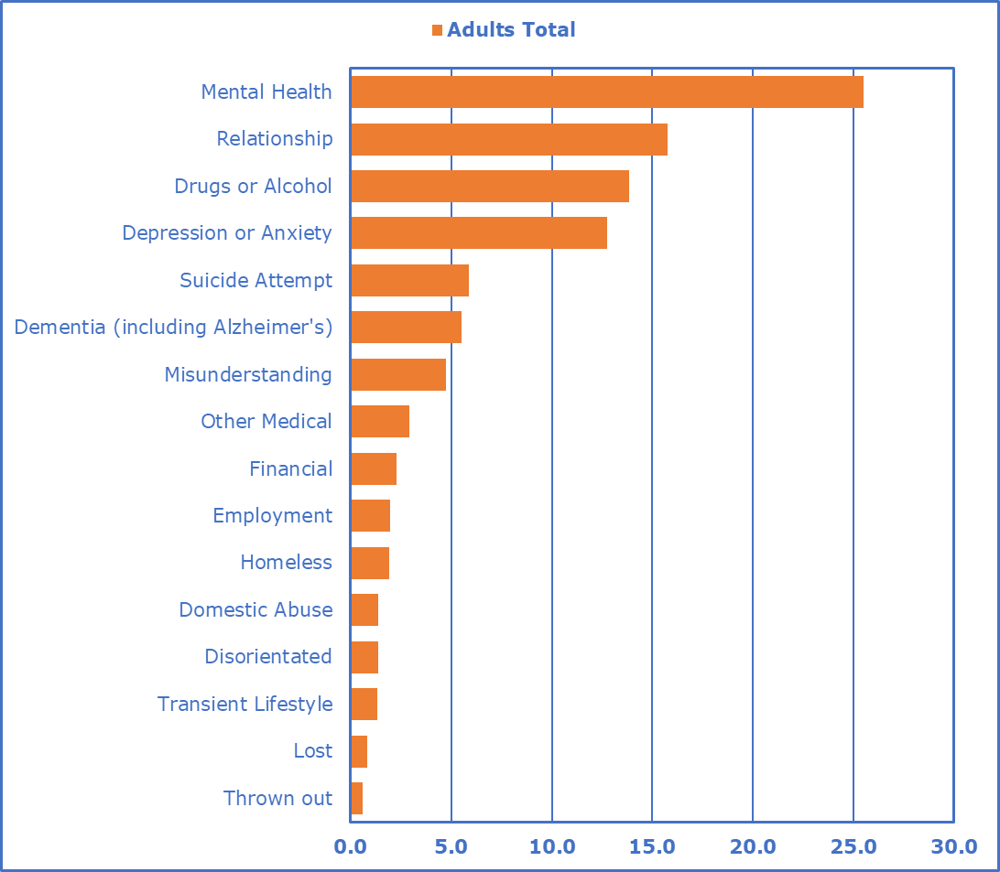 Adults Total
Mental Health
Relationship
Drugs or Alcohol
Depression or Anxiety
Suicide Attempt
Dementia (including Alzheimer's)
Misunderstanding
Other Medical
Financial
Employment
Homeless
Domestic Abuse
Disorientated
Transient Lifestyle
Lost
Thrown out
0.0 5.0 10.0 15.0 20.0 25.0 30.0